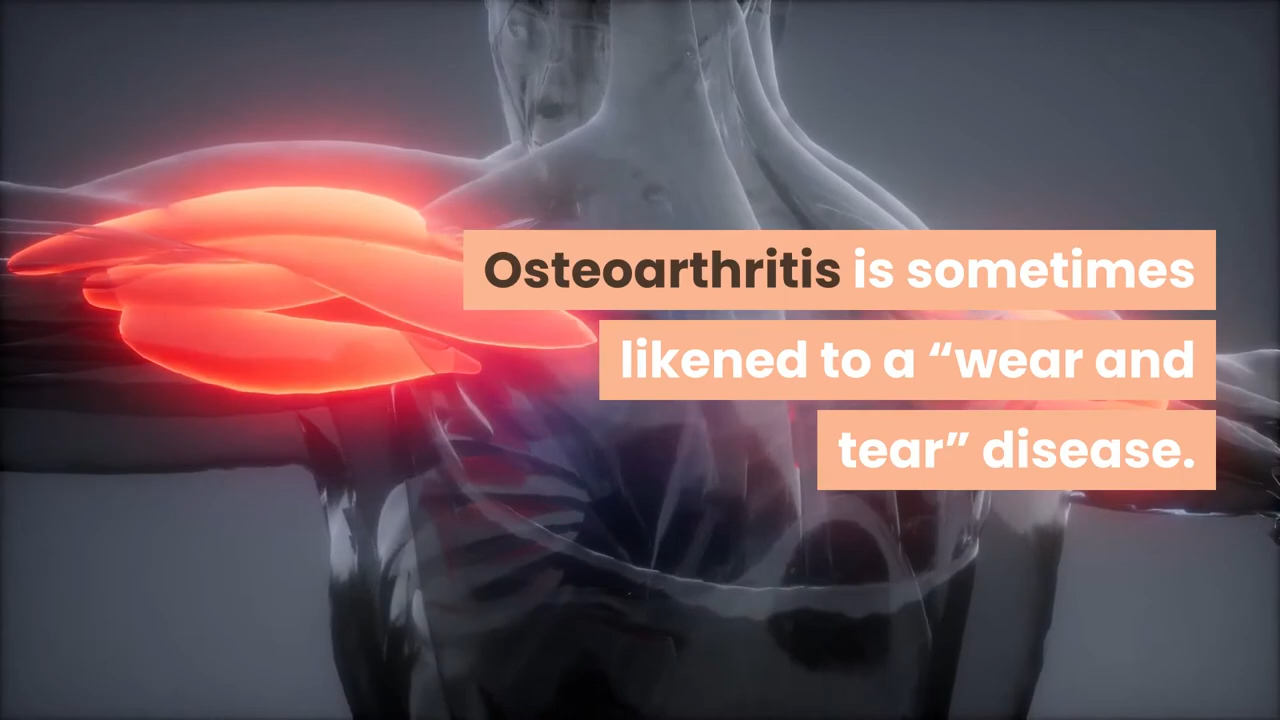 Osteoarthritis is sometimes
likened to a “wear and
tear” disease.